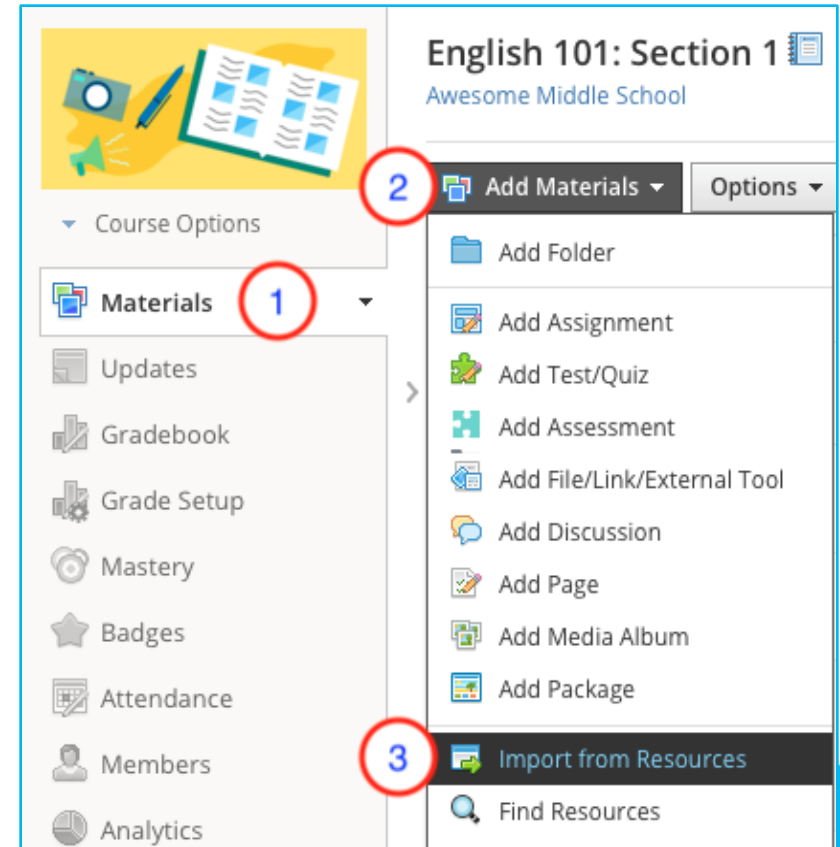 English 101: Section 1
Awesome Middle School
2
Add Materials
Options
Course Options
Add Folder
Materials
1
Add Assignment
Updates
Add Test/Quiz
Gradebook
Add Assessment
Add File/Link/External Tool
Grade Setup
Add Discussion
Mastery
Add Page
Badges
Add Media Album
Attendance
Add Package
3
Import from Resources
Members
Find Resources
Analytics